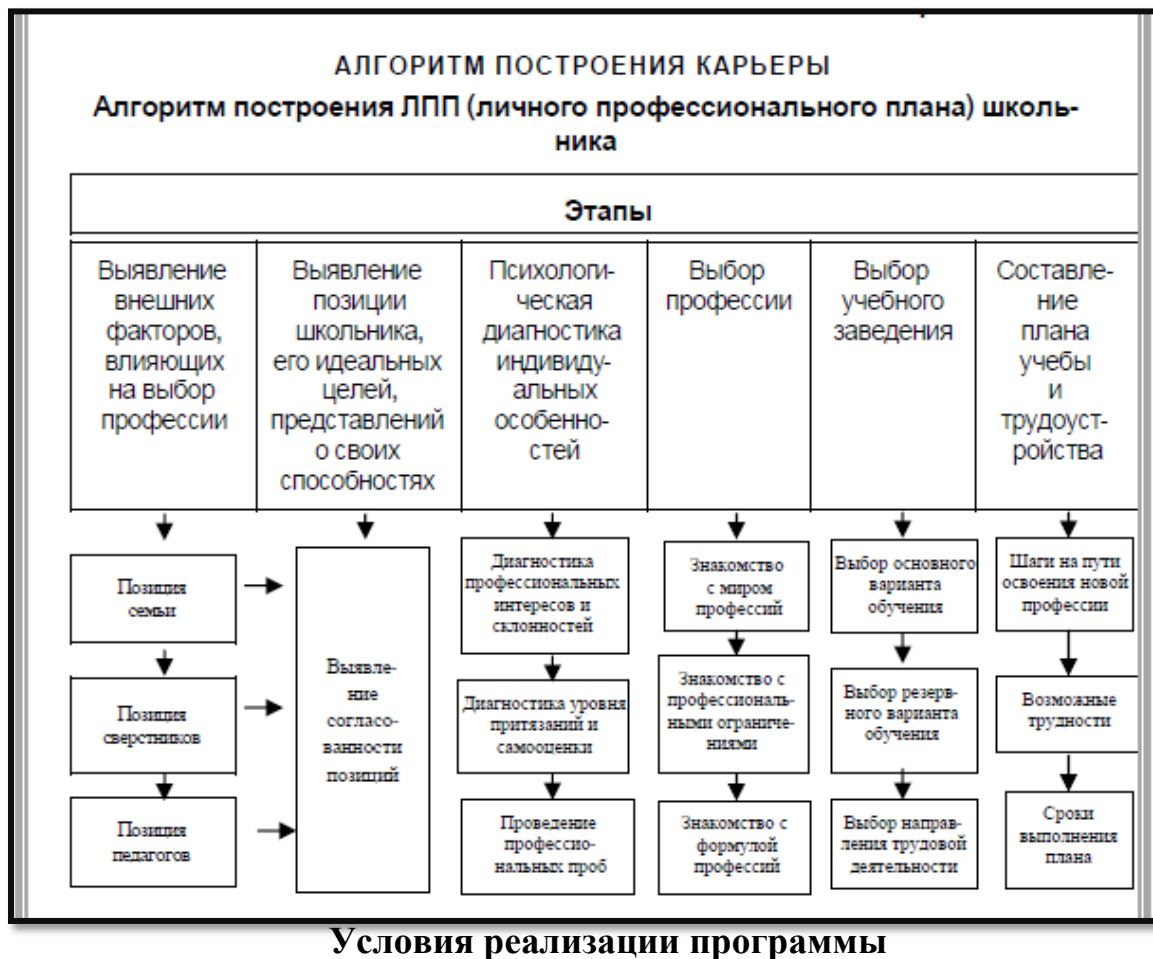 АЛГОРИТМ ПОСТРОЕНИЯ КАРЬЕРЫ
Алгоритм построения ЛПП (личного профессионального плана) школь-
ника
Этапы
Выявление
внешних
факторов,
влияющих
на выбор
профессии
Выявление
позиции
школьника,
его идеальных
целей,
представлений
о своих
способностях
Психологи-
ческая
диагностика
индивиду-
альных
особенно-
стей
Выбор
профессии
Выбор
учебного
заведения
Составле-
ние
плана
учебы
и
трудоуст-
ройства
Позиция
семьи
Позиция
сверстников
Позиция
педагогов
Выявле-
ние
согласо-
ванности
позиций
Диагностика
профессиональных
интересов и
склонностей
Диагностика уровня
притязаний и
самооценки
Проведение
профессио-
нальных проб
Знакомство
с миром
профессий
Знакомство с
профессиональ-
ными ограниче-
ниями
Знакомство с
формулой
профессий
Выбор основного
варианта
обучения
Выбор резерв-
ного варианта
обучения
Выбор направ-
ления трудовой
деятельности
Шаги на пути
освоения новой
профессии
Возможные
трудности
Сроки
выполнения
плана
Условия реализации программы